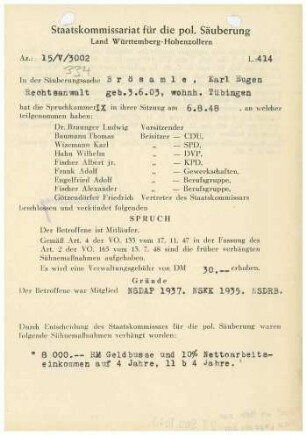 Staatskommissariat für die pol. Säuberung
Land Württemberg-Hohenzollern
Az.: 15/V/3002 L.414
334
In der Säuberungssache Brösamle, Karl Eugen
Rechtsanwalt geb.3.6.03, wohnh. Tübingen
hat die Spruchkammer IX in ihrer Sitzung am 6.8.48, an welcher
teilgenommen haben:
Dr. Braunger Ludwig Vorsitzender
Baumann Thomas Beisitzer — CDU,
Wizemann Karl „ — SPD,
Hahn Wilhelm „ — DVP,
Fischer Albert jr. „ — KPD,
Frank Adolf „ — Gewerkschaften,
Engelfried Adolf „ — Berufsgruppe,
Fischer Alexander „ — Berufsgruppe,
Götzendörfer Friedrich Vertreter des Staatskommissars
beschlossen und verkündet folgenden
SPRUCH
Der Betroffene ist Mitläufer.
Gemäß Art. 4 der VO. 133 vom 17. 11. 47 in der Fassung des
Art. 2 der VO. 165 vom 13. 7. 48 sind die früher verhängten
Sühnemaßnahmen aufgehoben.
Es wird eine Verwaltungsgebühr von DM 30,-- erhoben.
Gründe
Der Betroffene war Mitglied NSDAP 1937. NSKK 1935. NSDRB.
Durch Entscheidung des Staatskommissars für die pol. Säuberung waren
folgende Sühnemaßnahmen verhängt worden:
" 8 000.-- RM Geldbusse und 10% Nettoarbeits-
einkommen auf 4 Jahre, 11 b 4 Jahre."